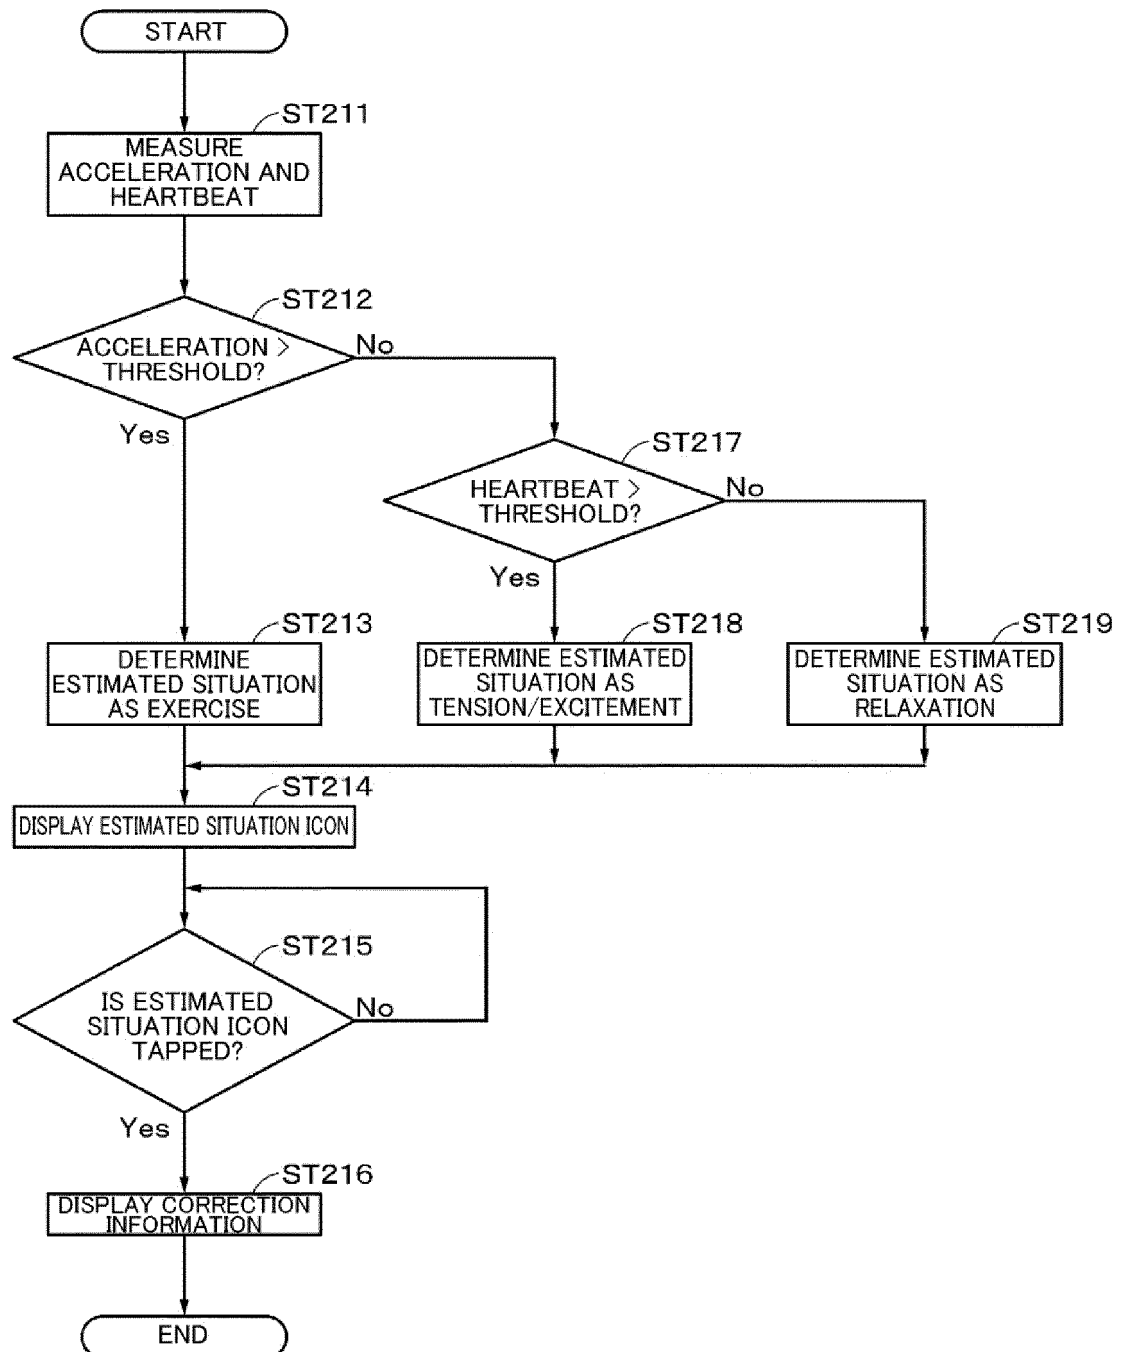 START
ST211
MEASURE
ACCELERATION AND
HEARTBEAT
ST212
ACCELERATION >
THRESHOLD?
No
Yes
ST217
HEARTBEAT >
THRESHOLD?
No
Yes
ST213
DETERMINE
ESTIMATED SITUATION
AS EXERCISE
ST218
DETERMINE ESTIMATED
SITUATION AS
TENSION/EXCITEMENT
ST219
DETERMINE ESTIMATED
SITUATION AS
RELAXATION
ST214
DISPLAY ESTIMATED SITUATION ICON
ST215
IS ESTIMATED
SITUATION ICON
TAPPED?
No
Yes
ST216
DISPLAY CORRECTION
INFORMATION
END